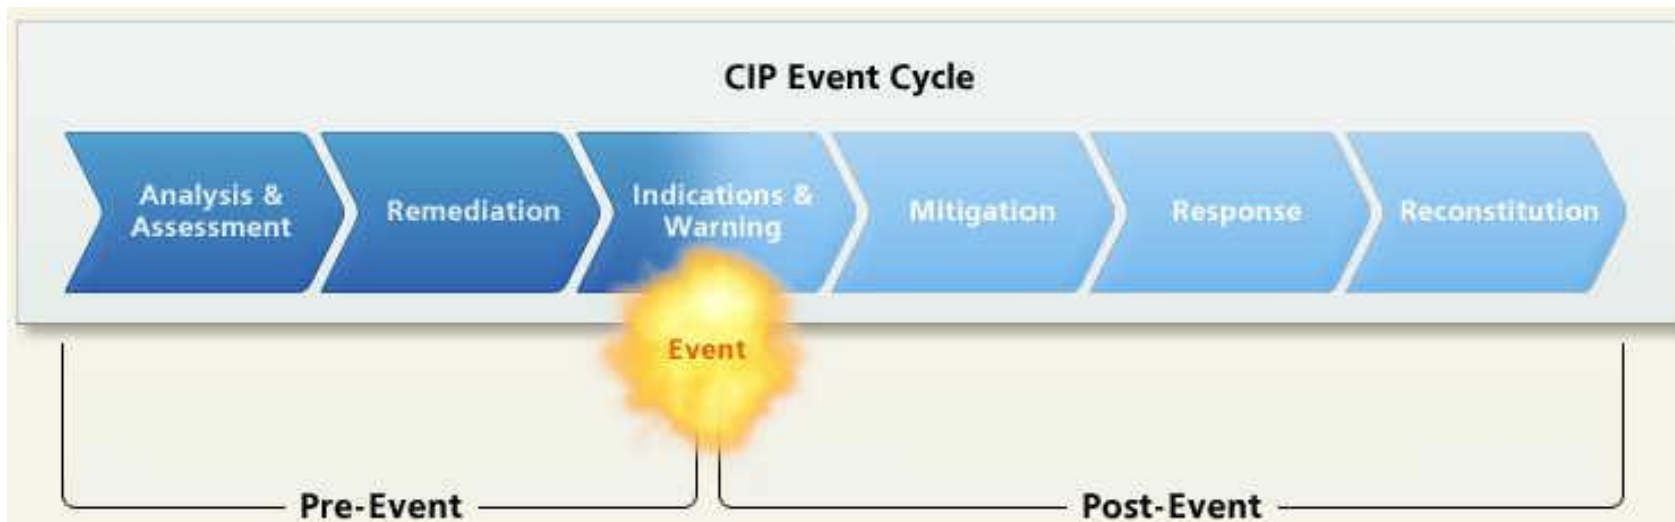 CIP Event Cycle
Analysis &
Assessment
Remediation
Indications &
Warning
Mitigation
Response
Reconstitution
Event
Pre-Event
Post-Event